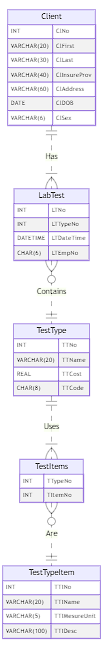 Client
INT ClNo
VARCHAR(20) ClFirst
VARCHAR(30) ClLast
VARCHAR(40) ClInsureProv
VARCHAR(60) ClAddress
DATE ClDOB
VARCHAR(6) ClSex
Has
LabTest
INT LTNo
INT LTTypeNo
DATETIME LTDateTime
CHAR(6) LTEmpNo
Contains
TestType
INT TTNo
VARCHAR(20) TTName
REAL TTCost
CHAR(8) TTCode
Uses
TestItems
INT TTypeNo
INT TItemNo
Are
TestTypeItem
INT TTINo
VARCHAR(20) TTIName
VARCHAR(5) TTIMesureUnit
VARCHAR(100) TTIDesc